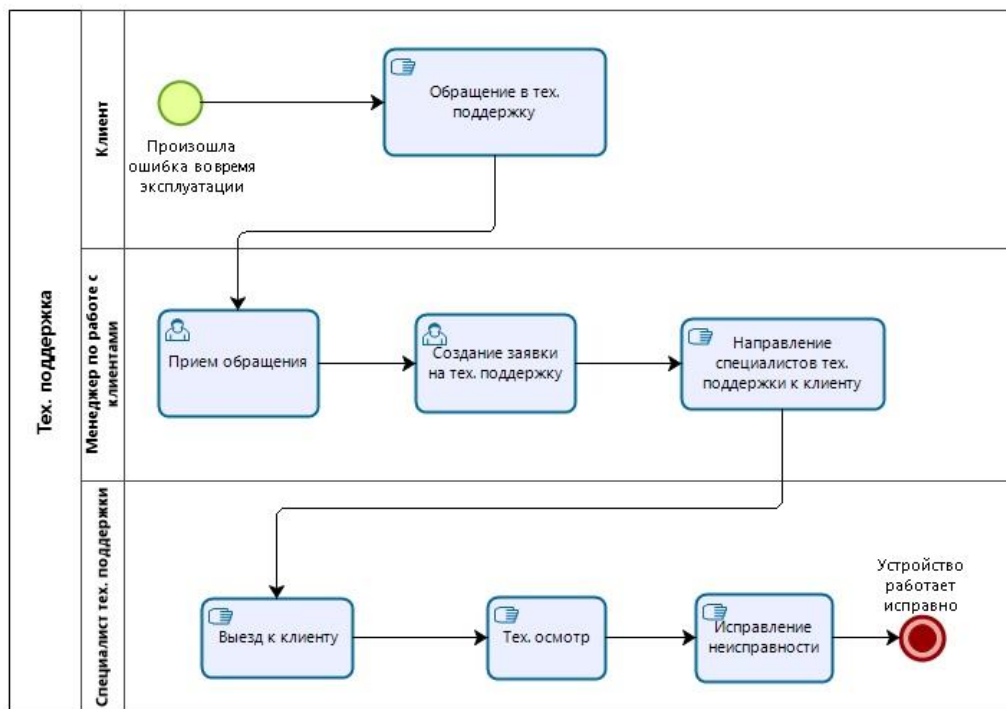 Тех. поддержка
Клиент
Произошла
ошибка вовремя
эксплуатации
Обращение в тех.
поддержку
Менеджер по работе с
клиентами
Прием обращения
Создание заявки
на тех. поддержку
Направление
специалистов тех.
поддержки к клиенту
Специалист тех. поддержки
Выезд к клиенту
Тех. осмотр
Исправление
неисправности
Устройство
работает
исправно